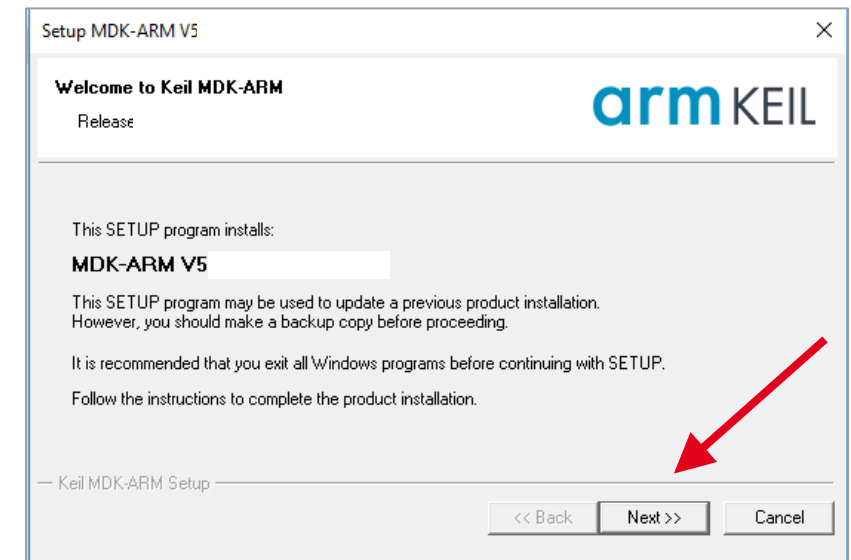 Setup MDK-ARM V5
Welcome to Keil MDK-ARM
Release
arm KEIL
This SETUP program installs:
MDK-ARM V5
This SETUP program may be used to update a previous product installation.
However, you should make a backup copy before proceeding.
It is recommended that you exit all Windows programs before continuing with SETUP.
Follow the instructions to complete the product installation.
Keil MDK-ARM Setup
<< Back Next >> Cancel